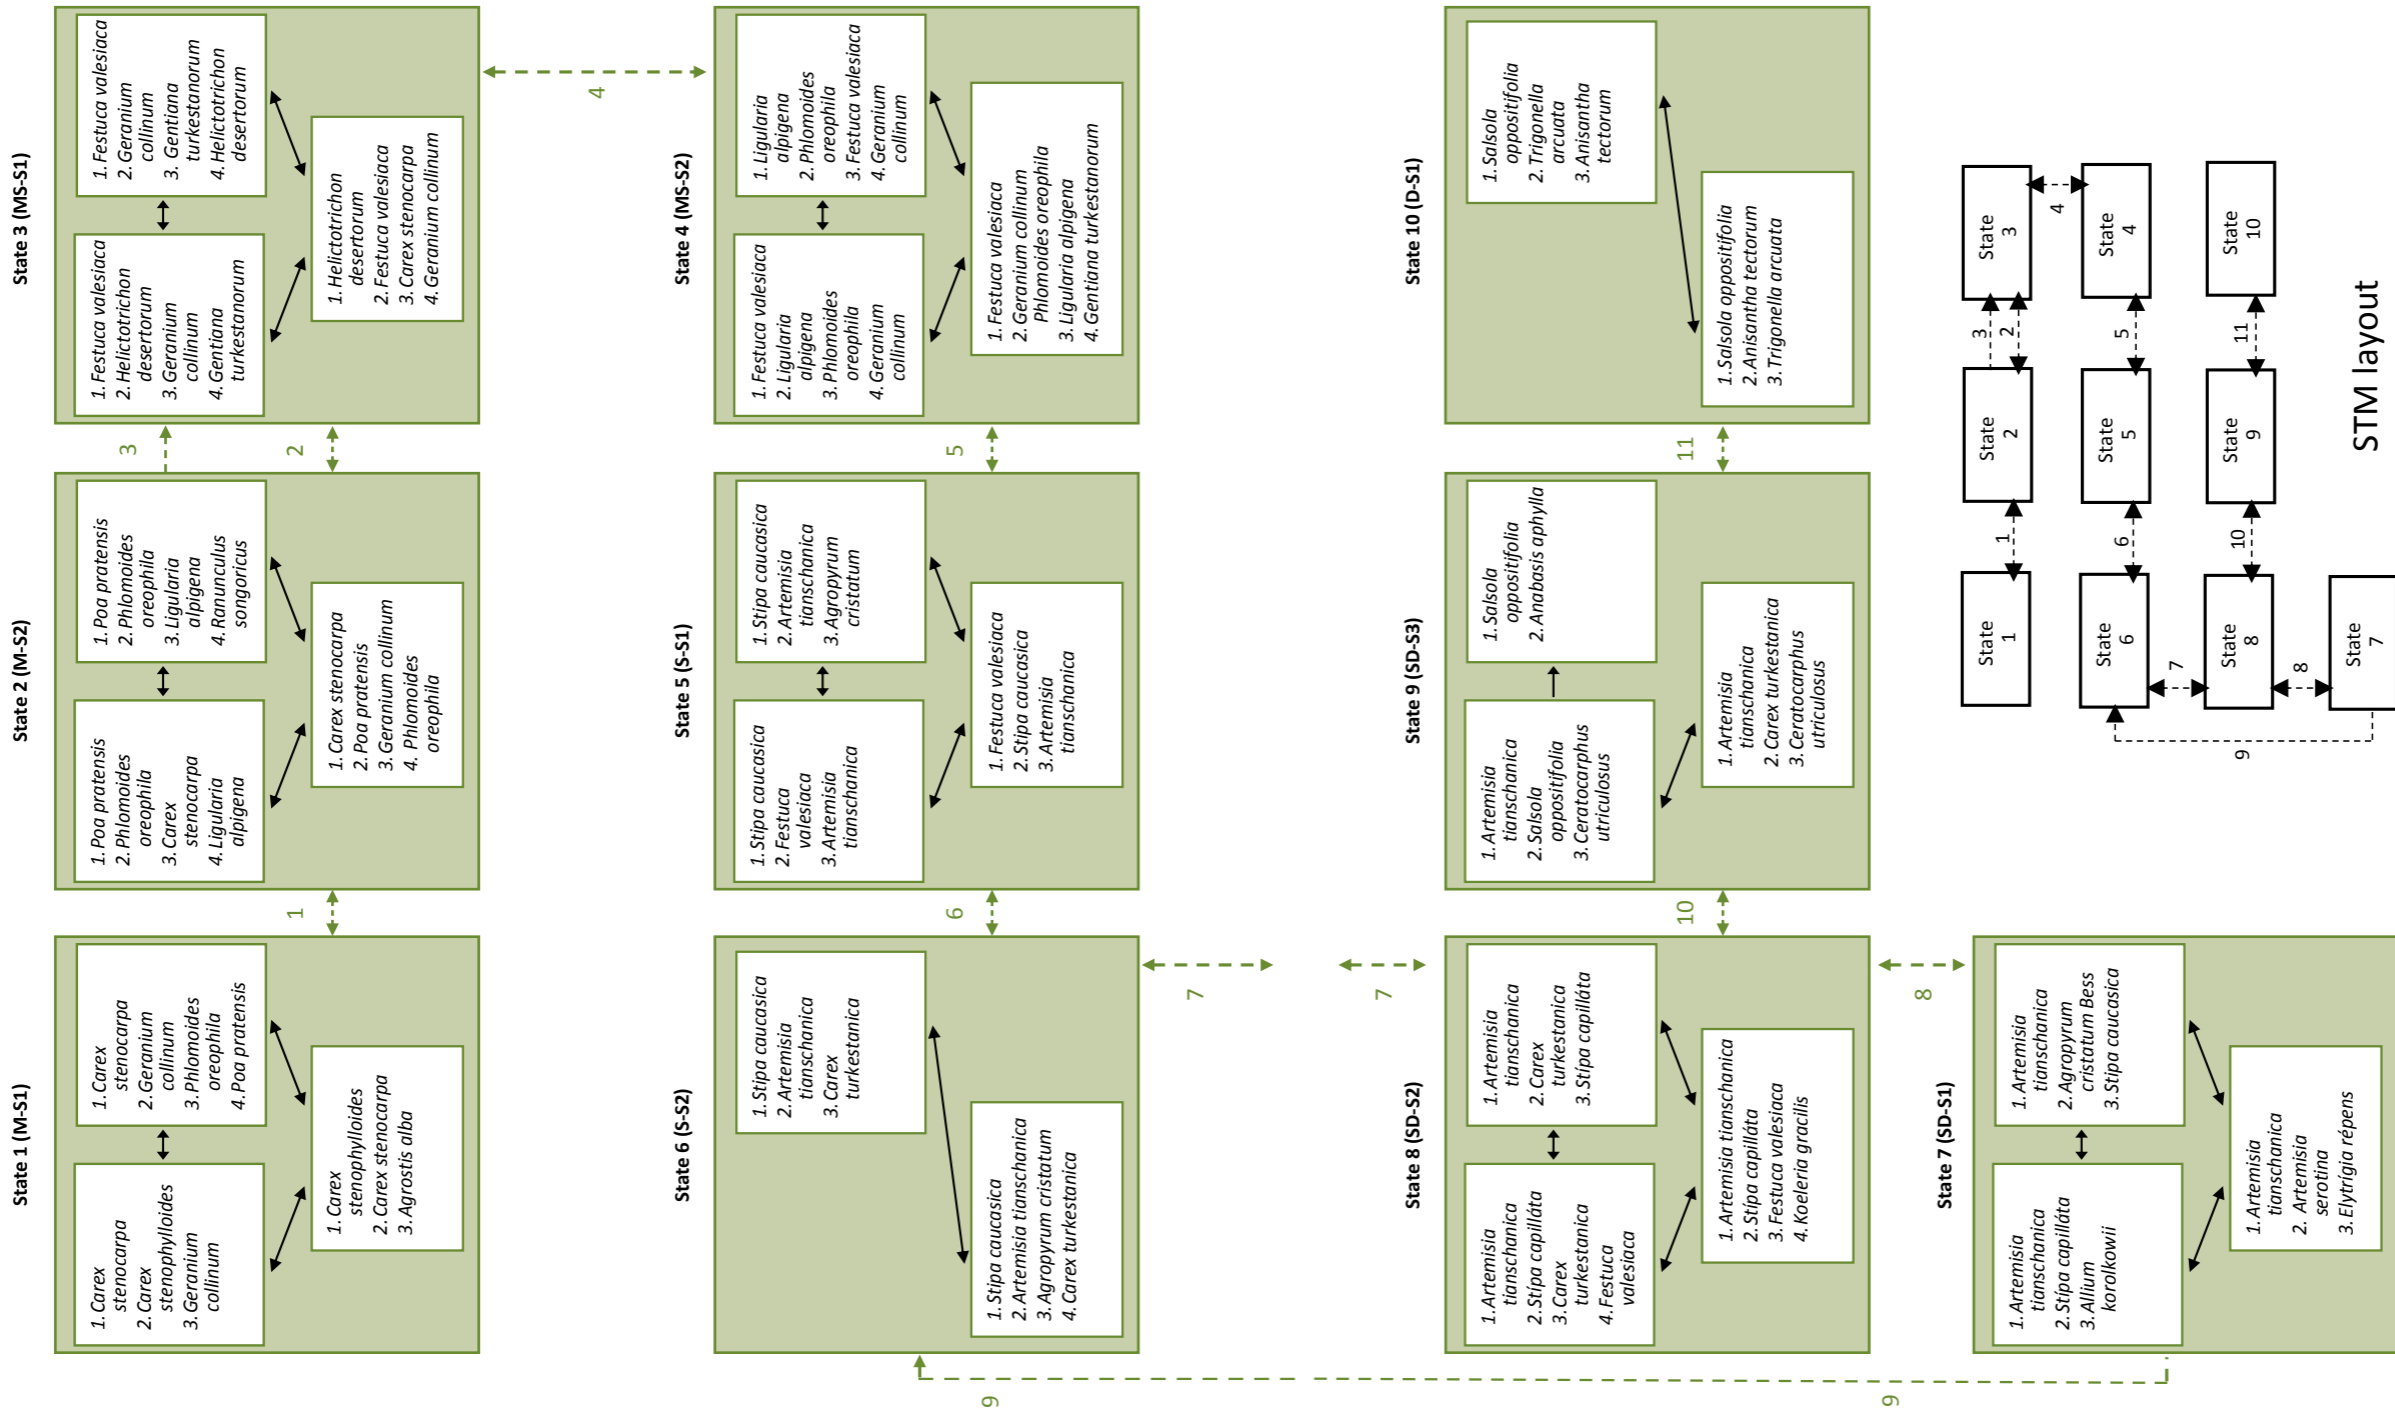 State 1 (M-S1)
1. Carex
stenocarpa
2. Carex
stenophylloides
3. Geranium
collinum
1. Carex
stenocarpa
2. Geranium
collinum
3. Phlomoides
oreophila
4. Poa pratensis
1. Carex
stenophylloides
2. Carex stenocarpa
3. Agrostis alba
1
State 2 (M-S2)
1. Poa pratensis
2. Phlomoides
oreophila
3. Carex
stenocarpa
4. Ligularia
alpigena
1. Poa pratensis
2. Phlomoides
oreophila
3. Ligularia
alpigena
4. Ranunculus
songoricus
1. Carex stenocarpa
2. Poa pratensis
3. Geranium collinum
4. Phlomoides
oreophila
3
2
State 3 (MS-S1)
1. Festuca valesiaca
2. Helictotrichon
desertorum
3. Geranium
collinum
4. Gentiana
turkestanorum
1. Festuca valesiaca
2. Geranium
collinum
3. Gentiana
turkestanorum
4. Helictotrichon
desertorum
1. Helictotrichon
desertorum
2. Festuca valesiaca
3. Carex stenocarpa
4. Geranium collinum
4
State 6 (S-S2)
1. Stipa caucasica
2. Artemisia
tianschanica
3. Carex
turkestanica
1. Stipa caucasica
2. Artemisia tianschanica
3. Agropyrum cristatum
4. Carex turkestanica
6
State 5 (S-S1)
1. Stipa caucasica
2. Festuca
valesiaca
3. Artemisia
tianschanica
1. Stipa caucasica
2. Artemisia
tianschanica
3. Agropyrum
cristatum
1. Festuca valesiaca
2. Stipa caucasica
3. Artemisia
tianschanica
5
State 4 (MS-S2)
1. Festuca valesiaca
2. Ligularia
alpigena
3. Phlomoides
oreophila
4. Geranium
collinum
1. Ligularia
alpigena
2. Phlomoides
oreophila
3. Festuca valesiaca
4. Geranium
collinum
1. Festuca valesiaca
2. Geranium collinum
Phlomoides oreophila
3. Ligularia alpigena
4. Gentiana turkestanorum
9
7
7
State 8 (SD-S2)
1. Artemisia
tianschanica
2. Stipa capilláta
3. Carex
turkestanica
4. Festuca
valesiaca
1. Artemisia
tianschanica
2. Carex
turkestanica
3. Stipa capilláta
1. Artemisia tianschanica
2. Stipa capilláta
3. Festuca valesiaca
4. Koeleria gracilis
10
State 9 (SD-S3)
1. Artemisia
tianschanica
2. Salsola
oppositifolia
3. Ceratocarphus
utriculosus
1. Salsola
oppositifolia
2. Anabasis aphylla
1. Artemisia
tianschanica
2. Carex turkestanica
3. Ceratocarphus
utriculosus
11
State 10 (D-S1)
1. Salsola
oppositifolia
2. Trigonella
arcuata
3. Anisantha
tectorum
1. Salsola oppositifolia
2. Anisantha tectorum
3. Trigonella arcuata
9
8
State 7 (SD-S1)
1. Artemisia
tianschanica
2. Stipa capilláta
3. Allium
korolkowii
1. Artemisia
tianschanica
2. Agropyrum
cristatum Bess
3. Stipa caucasica
1. Artemisia
tianschanica
2. Artemisia
serotina
3. Elytrígia répens
State
1
1
State
2
3
2
State
3
4
State
6
6
State
5
5
State
4
7
State
8
10
State
9
11
State
10
9
8
State
7
STM layout